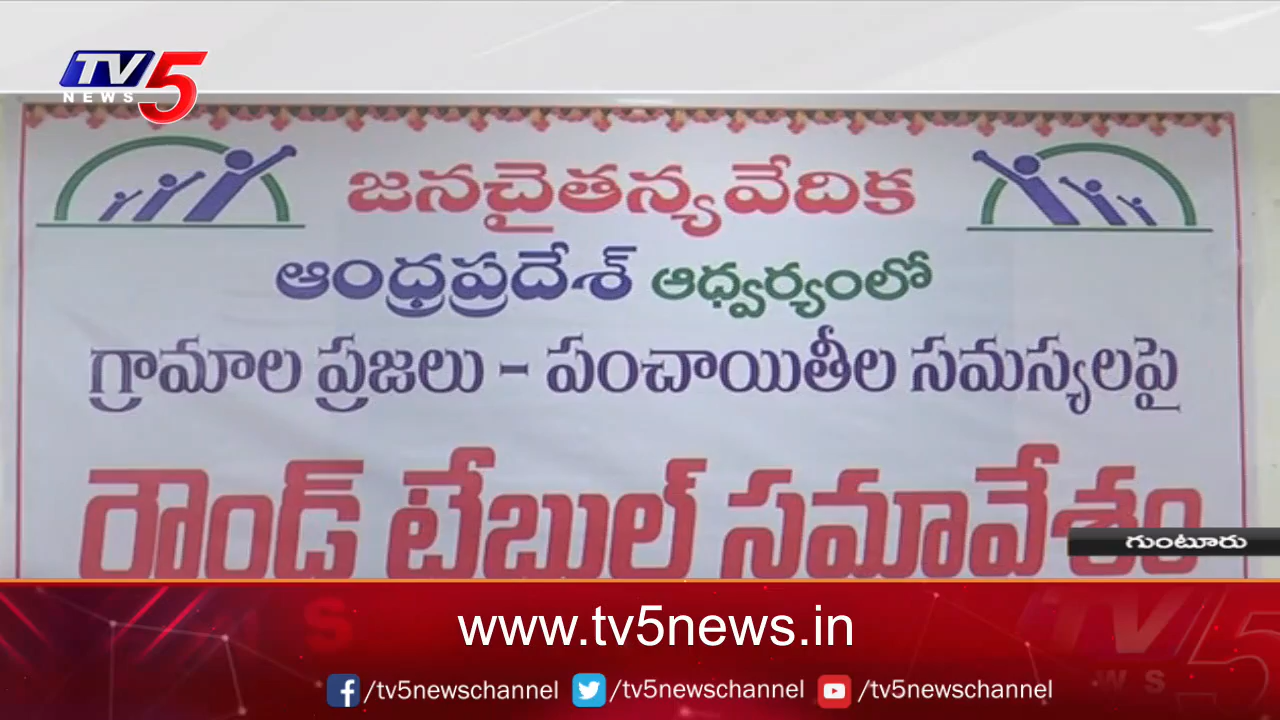 TV5
NEWS
జనచైతన్యవేదిక
ఆంధ్రప్రదేశ్ ఆధ్వర్యంలో
గ్రామాల ప్రజలు - పంచాయితీల సమస్యలపై
రౌండ్ టేబుల్ సమావేశం
గుంటూరు
www.tv5news.in
/tv5newschannel /tv5newschannel /tv5newschannel